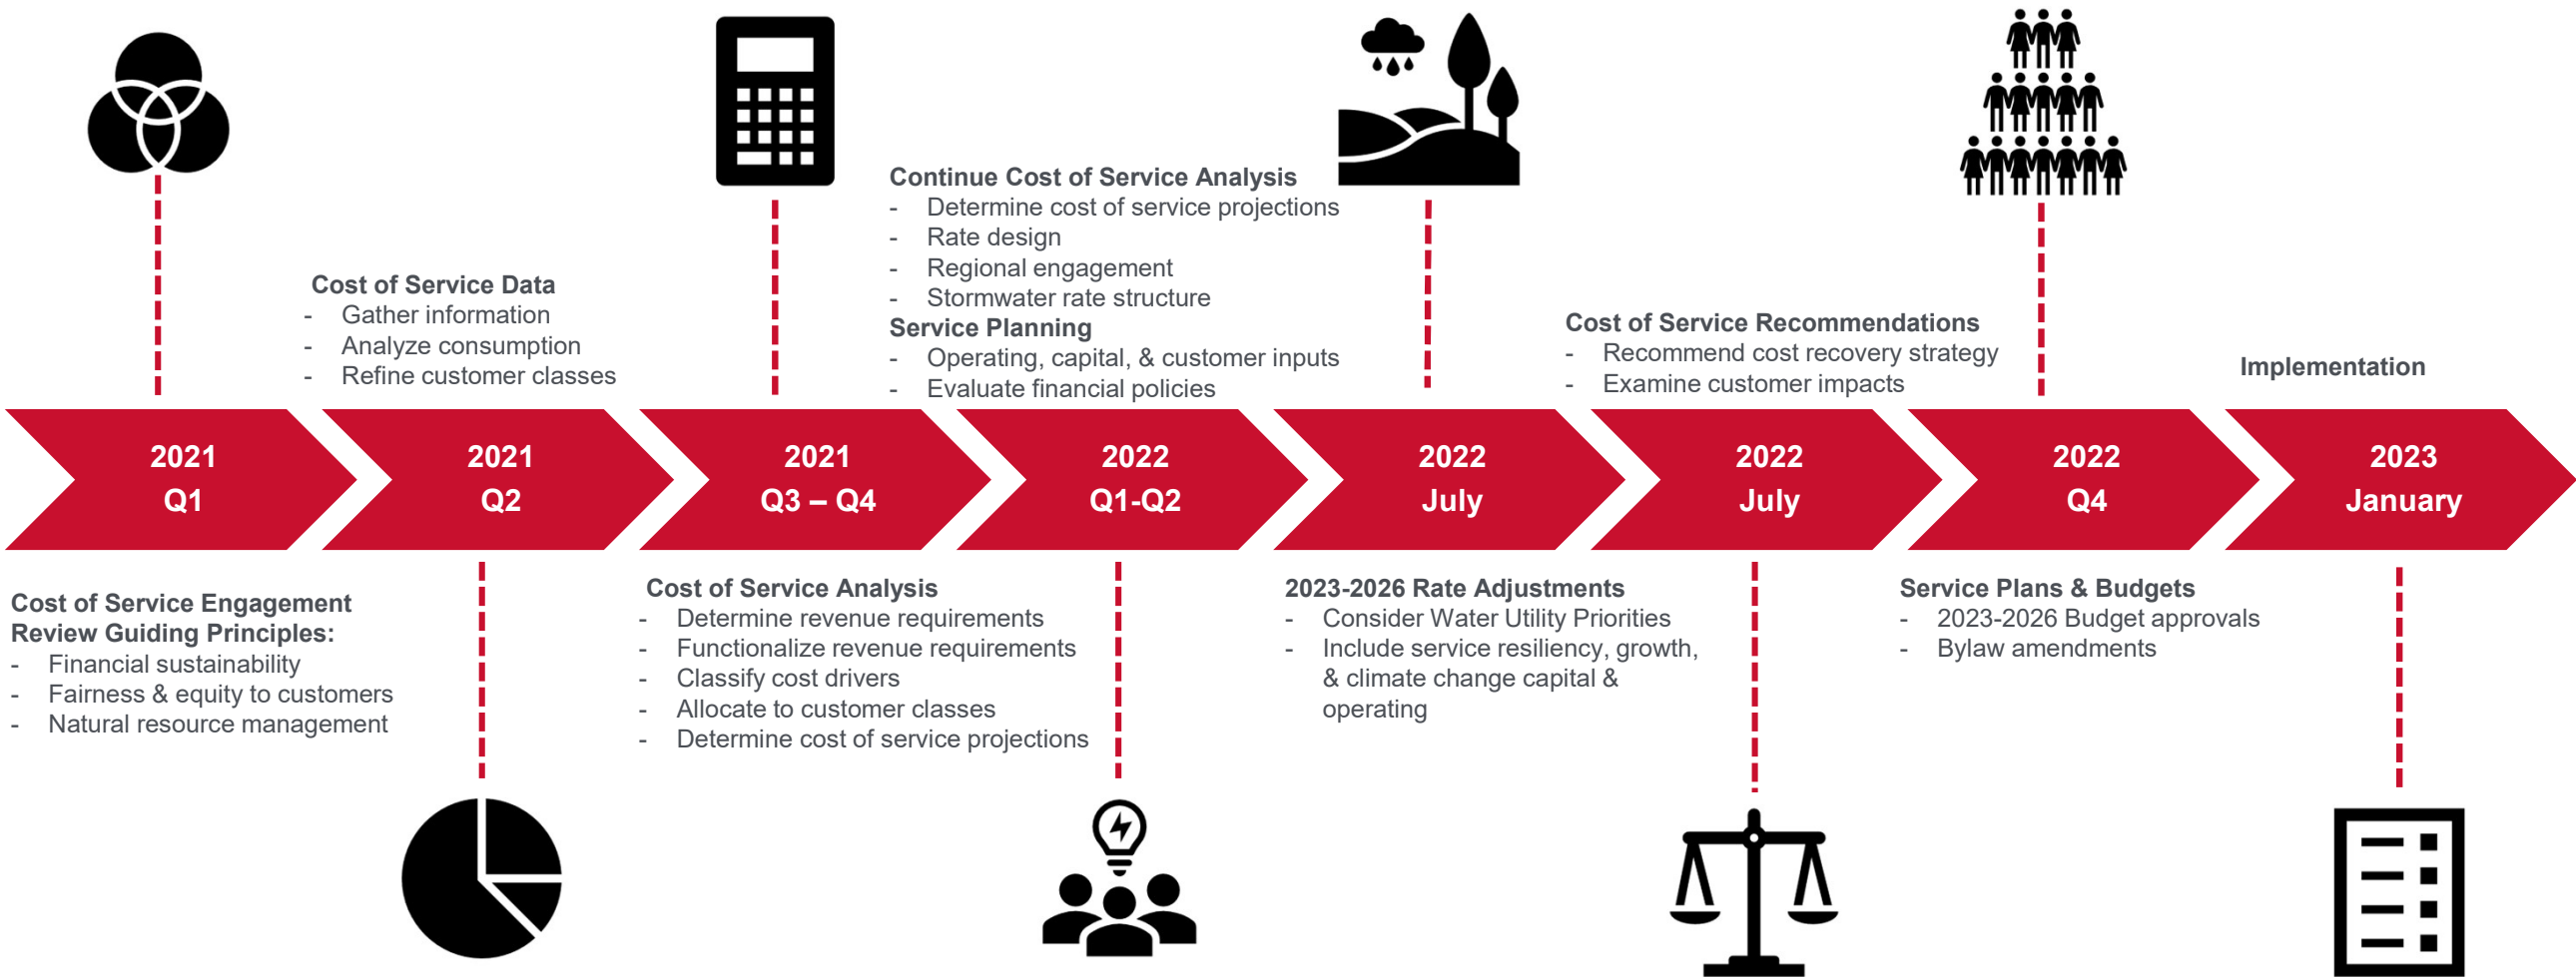 Continue Cost of Service Analysis
- Determine cost of service projections
- Rate design
- Regional engagement
- Stormwater rate structure
Service Planning
- Operating, capital, & customer inputs
- Evaluate financial policies
Cost of Service Data
- Gather information
- Analyze consumption
- Refine customer classes
Cost of Service Recommendations
- Recommend cost recovery strategy
- Examine customer impacts
Implementation
2021
Q1
2021
Q2
2021
Q3 – Q4
2022
Q1-Q2
2022
July
2022
July
2022
Q4
2023
January
Cost of Service Engagement
Review Guiding Principles:
- Financial sustainability
- Fairness & equity to customers
- Natural resource management
Cost of Service Analysis
- Determine revenue requirements
- Functionalize revenue requirements
- Classify cost drivers
- Allocate to customer classes
- Determine cost of service projections
2023-2026 Rate Adjustments
- Consider Water Utility Priorities
- Include service resiliency, growth,
& climate change capital &
operating
Service Plans & Budgets
- 2023-2026 Budget approvals
- Bylaw amendments